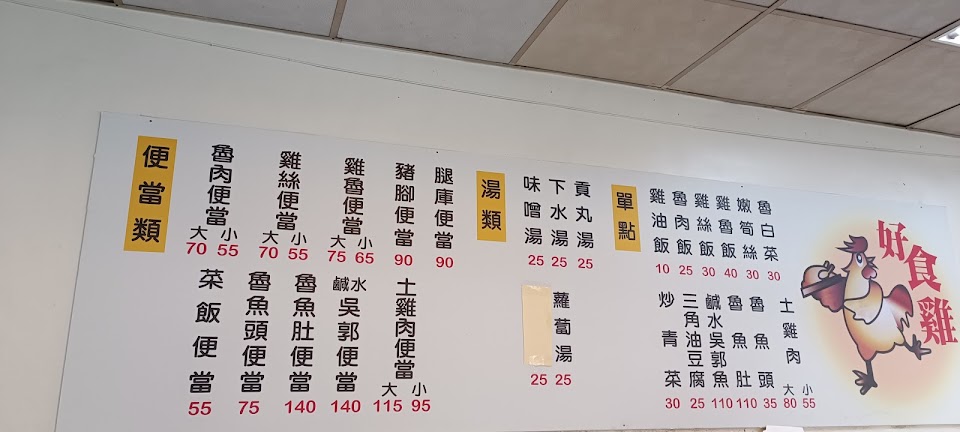 便當類
魯肉便當
大 小
70 55
雞絲便當
大 小
70 55
雞魯便當
大 小
75 65
豬腳便當
90
腿庫便當
90
菜飯便當
55
魯魚頭便當
75
魯魚肚便當
140
鹹水吳郭便當
140
土雞肉便當
大 小
115 95
湯類
味噌湯
25
下水湯
25
貢丸湯
25
25
蘿蔔湯
25
單點
雞油飯
10
魯肉飯
25
雞絲飯
30
雞魯飯
40
嫩筍絲
30
魯白菜
30
炒青菜
30
三角油豆腐
25
鹹水吳郭魚
110
魯魚肚
110
魯魚頭
35
土雞肉
大 小
80 55
好食雞